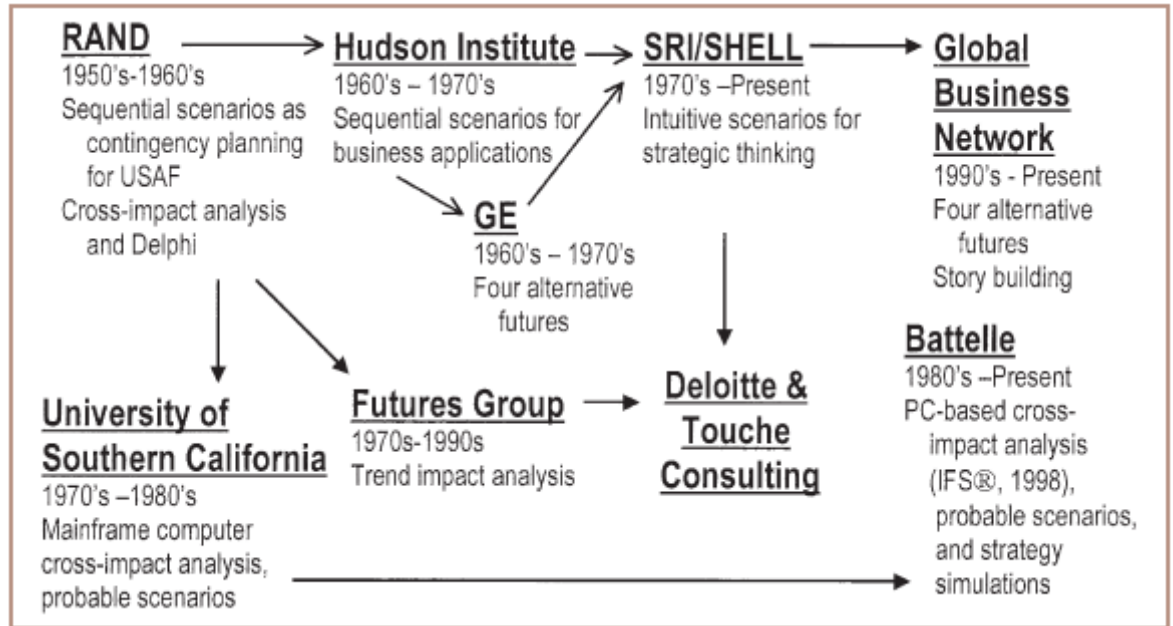 RAND
1950's-1960's
Sequential scenarios as
contingency planning
for USAF
Cross-impact analysis
and Delphi
Hudson Institute
1960's – 1970's
Sequential scenarios for
business applications
SRI/SHELL
1970's –Present
Intuitive scenarios for
strategic thinking
Global
Business
Network
1990's - Present
Four alternative
futures
Story building
GE
1960's – 1970's
Four alternative
futures
University of
Southern California
1970's –1980's
Mainframe computer
cross-impact analysis,
probable scenarios
Futures Group
1970s-1990s
Trend impact analysis
Deloitte &
Touche
Consulting
Battelle
1980's –Present
PC-based cross-
impact analysis
(IFS®, 1998),
probable scenarios,
and strategy
simulations